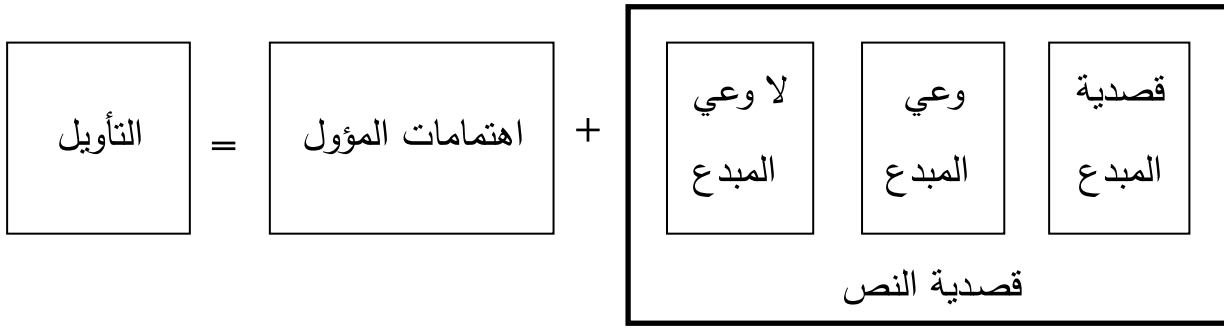 قصدية
المبدع
وعي
المبدع
لا وعي
المبدع
قصدية النص
+
اهتمامات المؤول
=
التأويل